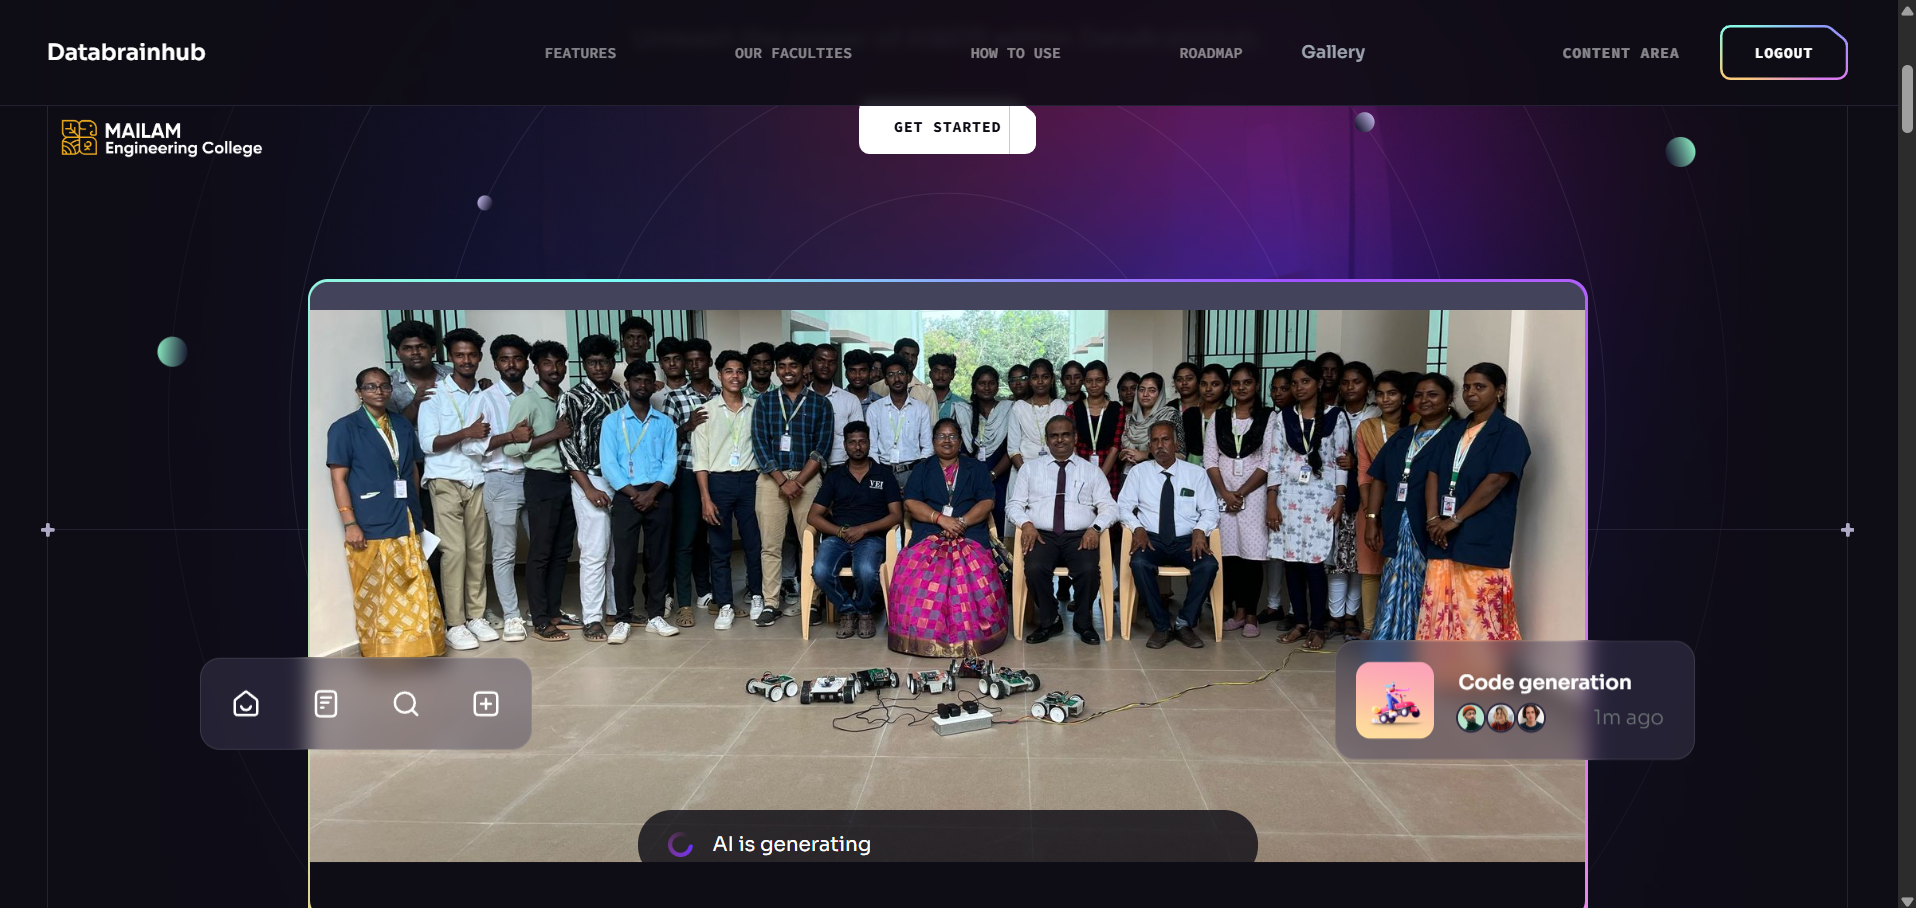 Databrainhub
FEATURES
OUR FACULTIES
HOW TO USE
ROADMAP
Gallery
CONTENT AREA
LOGOUT
MAILAM
Engineering College
GET STARTED
VEI
Code generation
1m ago
AI is generating